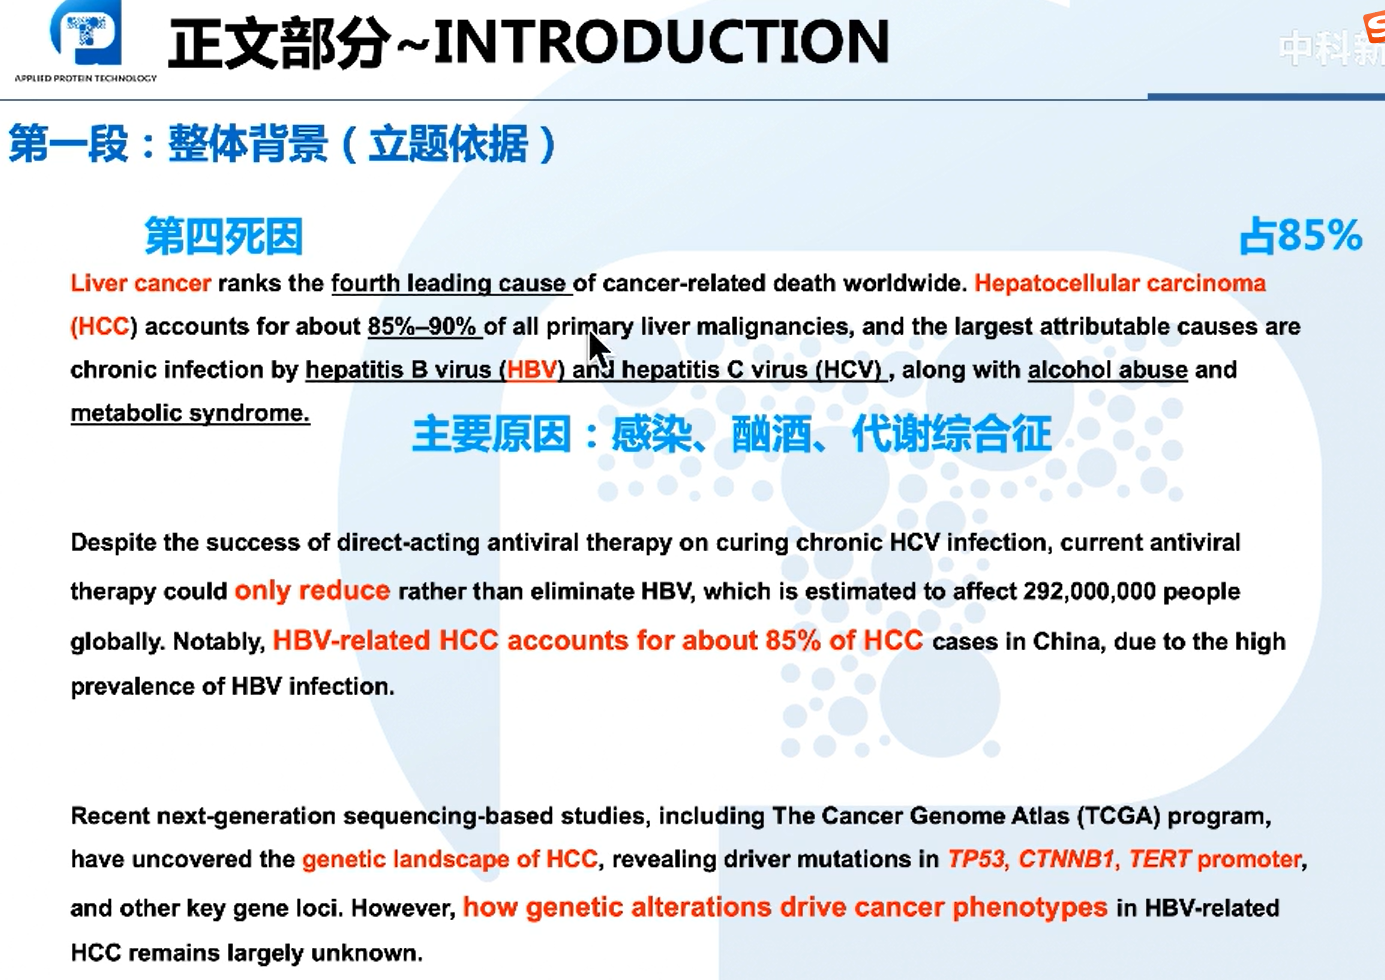 正文部分~INTRODUCTION
APPLIED PROTEIN TECHNOLOGY
中科新
第一段：整体背景（立题依据）
第四死因
占85%
Liver cancer ranks the fourth leading cause of cancer-related death worldwide. Hepatocellular carcinoma
(HCC) accounts for about 85%–90% of all primary liver malignancies, and the largest attributable causes are
chronic infection by hepatitis B virus (HBV) and hepatitis C virus (HCV) , along with alcohol abuse and
metabolic syndrome.
主要原因：感染、酗酒、代谢综合征
Despite the success of direct-acting antiviral therapy on curing chronic HCV infection, current antiviral
therapy could only reduce rather than eliminate HBV, which is estimated to affect 292,000,000 people
globally. Notably, HBV-related HCC accounts for about 85% of HCC cases in China, due to the high
prevalence of HBV infection.
Recent next-generation sequencing-based studies, including The Cancer Genome Atlas (TCGA) program,
have uncovered the genetic landscape of HCC, revealing driver mutations in TP53, CTNNB1, TERT promoter,
and other key gene loci. However, how genetic alterations drive cancer phenotypes in HBV-related
HCC remains largely unknown.